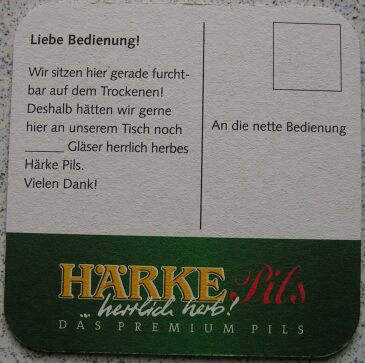 Liebe Bedienung!
Wir sitzen hier gerade furcht-
bar auf dem Trockenen!
Deshalb hätten wir gerne
hier an unserem Tisch noch
______ Gläser herrlich herbes
Härke Pils.
Vielen Dank!
An die nette Bedienung
HÄRKE Pils
... herrlich herb!
DAS PREMIUM PILS